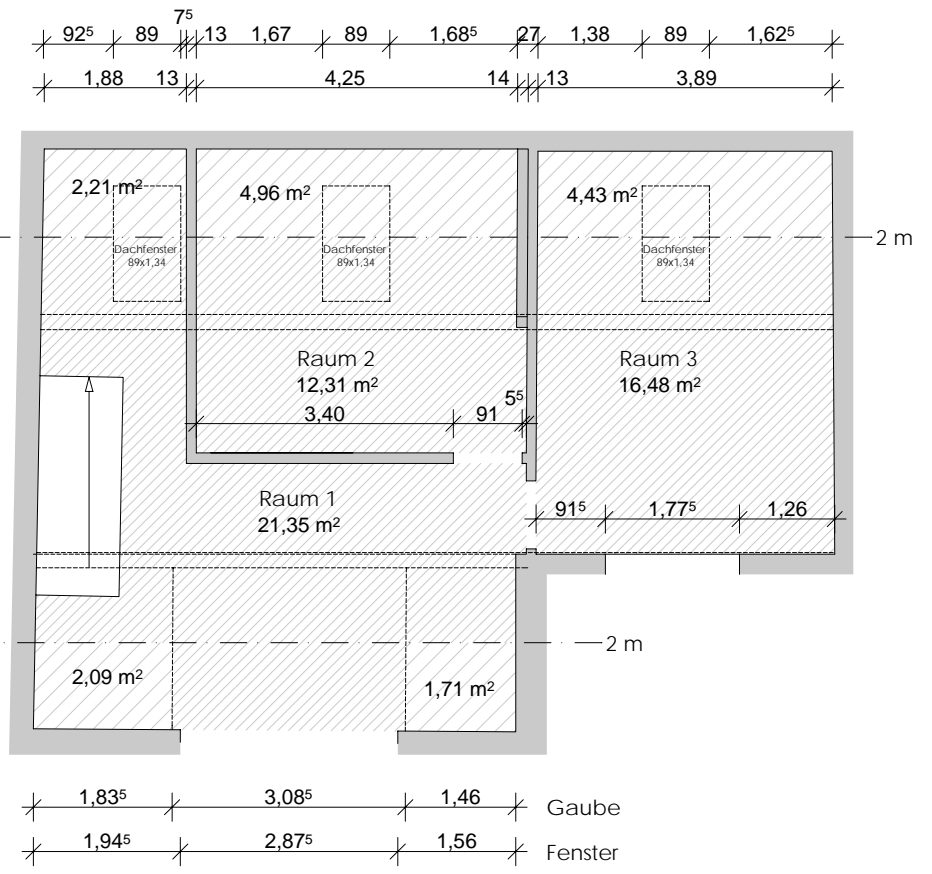 7⁵
92⁵ 89 13 1,67 89 1,68⁵ 27 1,38 89 1,62⁵
1,88 13 4,25 14 13 3,89
2,21 m² 4,96 m² 4,43 m²
2 m
Dachfenster Dachfenster Dachfenster
89x1,34 89x1,34 89x1,34
Raum 2 Raum 3
12,31 m² 16,48 m²
5⁵
3,40 91
Raum 1
21,35 m²
91⁵ 1,77⁵ 1,26
2 m
2,09 m² 1,71 m²
1,83⁵ 3,08⁵ 1,46 Gaube
1,94⁵ 2,87⁵ 1,56 Fenster